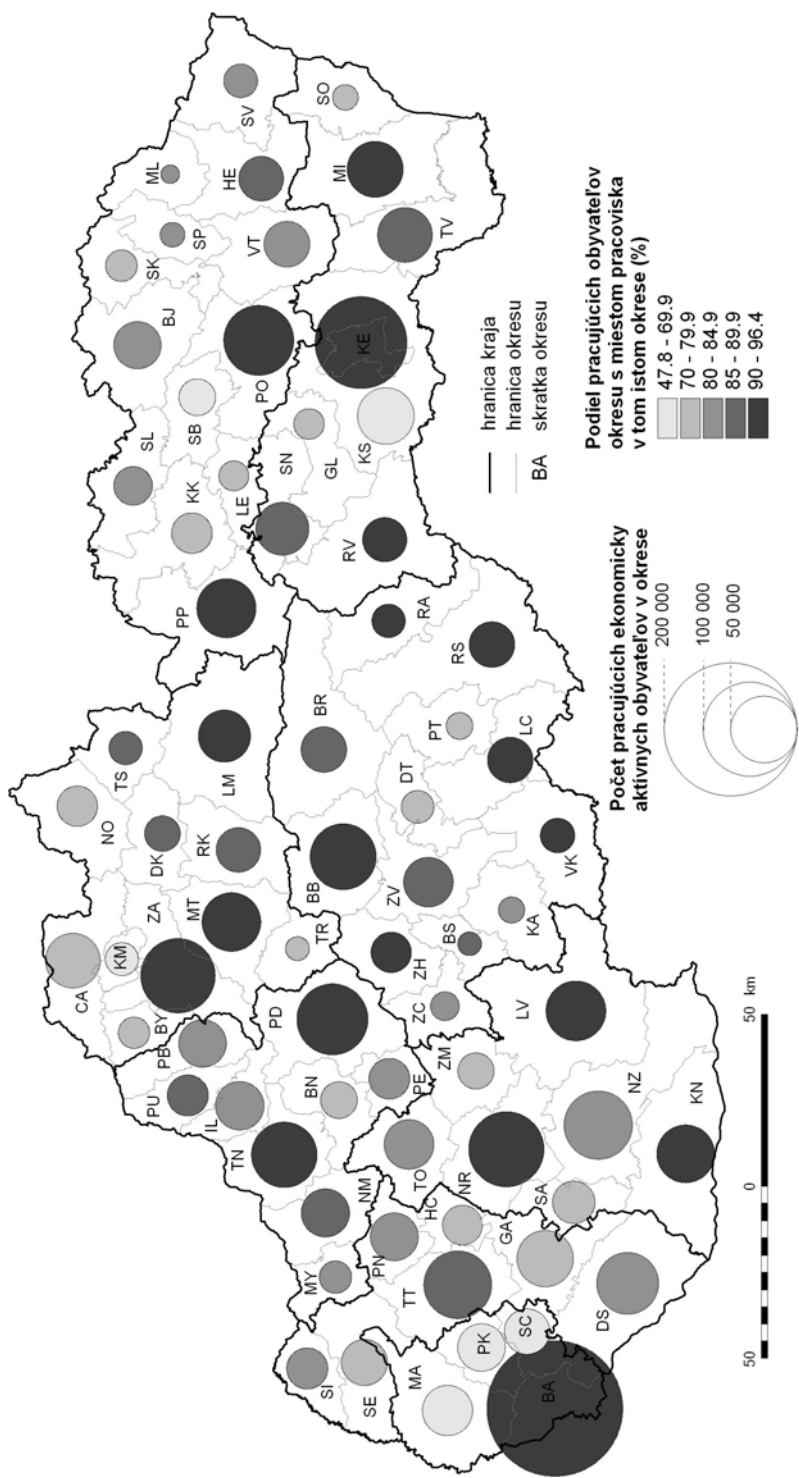 CA
KM
BY
PB
ZA
NO
TS
DK
RK
MT
LM
TR
PU
IL
TN
BN
PD
PE
NM
MY
SI
SE
MA
PK
SC
BA
DS
TT
PN
HC
GA
TO
NR
SA
ZM
NZ
KN
LV
ZC
ZH
BS
KA
VK
BB
ZV
DT
PT
LC
BR
RS
RA
PP
KK
SL
LE
SB
BJ
SK
SP
ML
SV
HE
VT
PO
SN
GL
RV
KS
KE
TV
MI
SO
50
0
50
km
Počet pracujúcich ekonomicky
aktívnych obyvateľov v okrese
200 000
100 000
50 000
hranica kraja
hranica okresu
BA skratka okresu
Podiel pracujúcich obyvateľov
okresu s miestom pracoviska
v tom istom okrese (%)
47.8 - 69.9
70 - 79.9
80 - 84.9
85 - 89.9
90 - 96.4